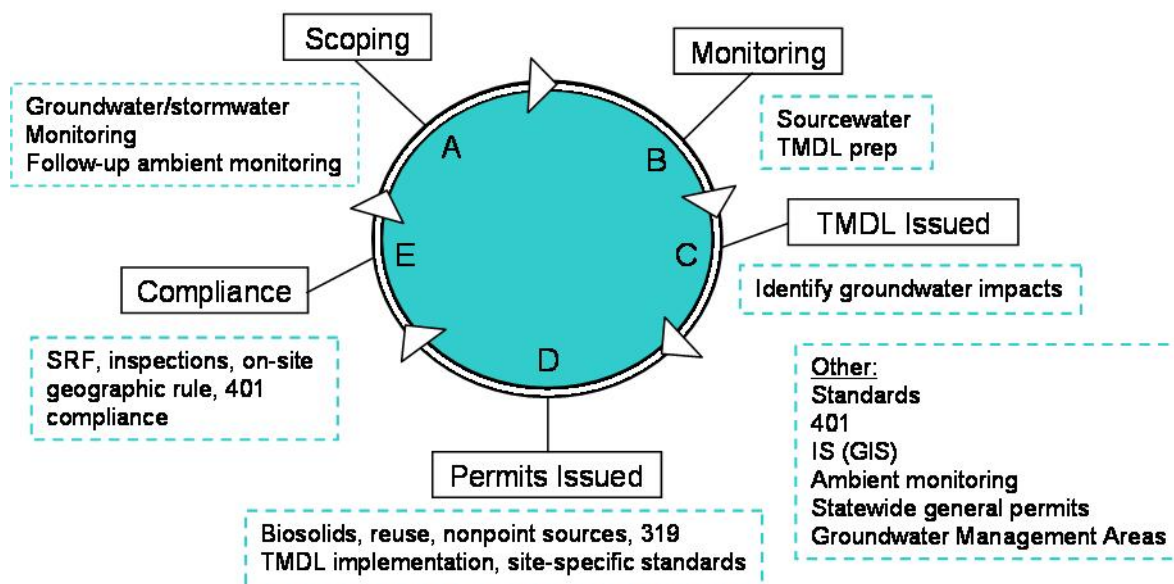 Scoping
Monitoring
Groundwater/stormwater
Monitoring
Follow-up ambient monitoring
Sourcewater
TMDL prep
A
B
TMDL Issued
E
C
Compliance
Identify groundwater impacts
SRF, inspections, on-site
geographic rule, 401
compliance
D
Other:
Standards
401
IS (GIS)
Ambient monitoring
Statewide general permits
Groundwater Management Areas
Permits Issued
Biosolids, reuse, nonpoint sources, 319
TMDL implementation, site-specific standards